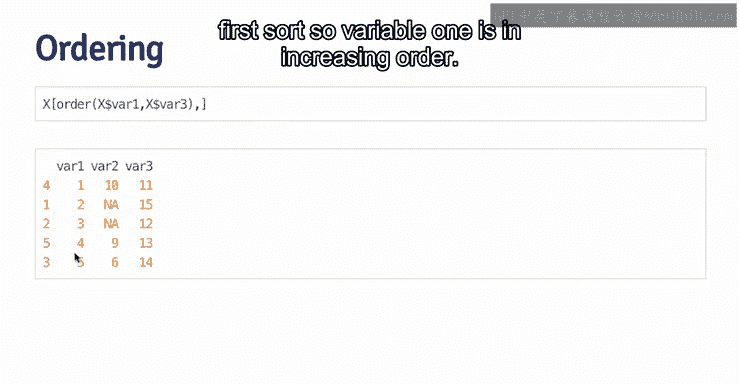 first sort so variable one is in
increasing order.
Ordering
X[order(X$var1,X$var3),]
var1 var2 var3
4 1 10 11
1 2 NA 15
2 3 NA 12
5 4 9 13
3 5 6 14